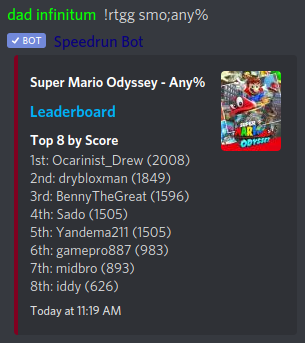 dad infinitum !rtgg smo;any%
✓ BOT Speedrun Bot
Super Mario Odyssey - Any%
Leaderboard
Top 8 by Score
1st: Ocarinist_Drew (2008)
2nd: drybloxman (1849)
3rd: BennyTheGreat (1596)
4th: Sado (1505)
5th: Yandema211 (1505)
6th: gamepro887 (983)
7th: midbro (893)
8th: iddy (626)
Today at 11:19 AM
SUPER
MARIO
ODYSSEY